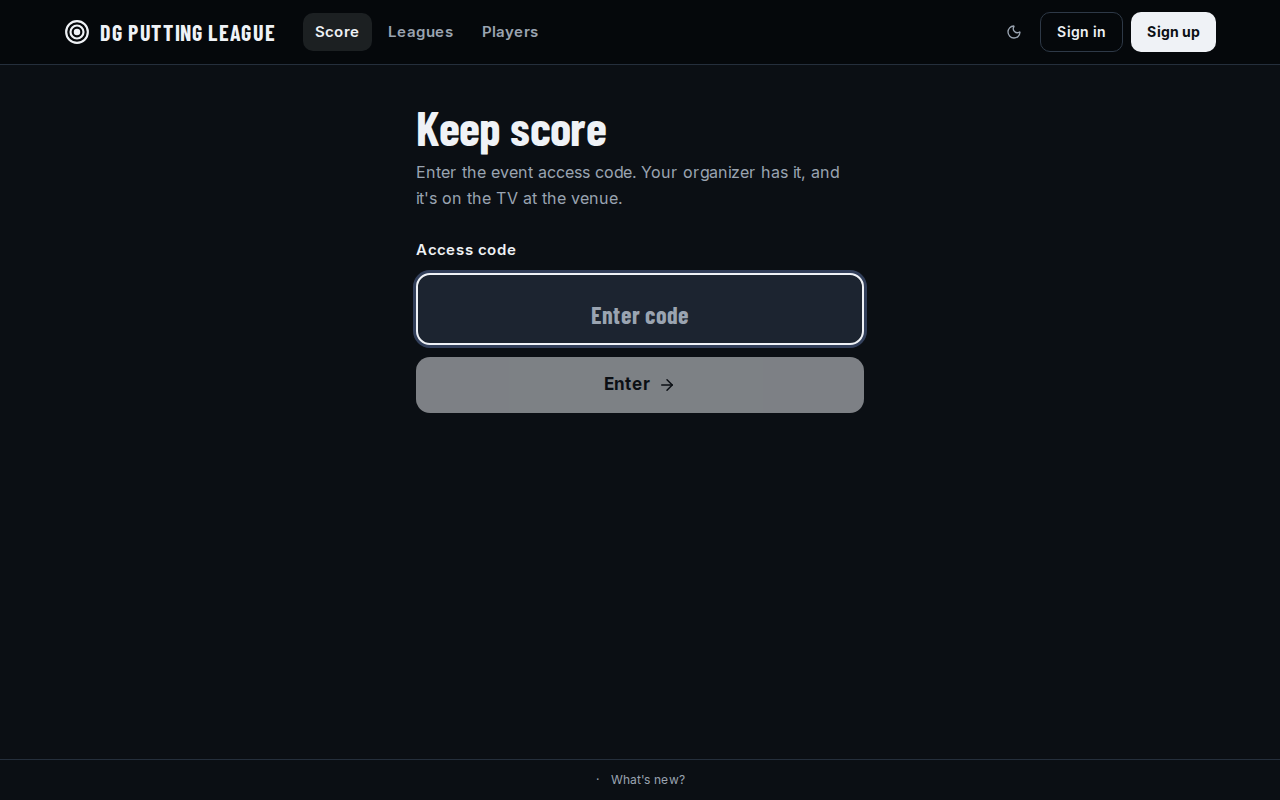 DG PUTTING LEAGUE
Score
Leagues
Players
Sign in
Sign up
Keep score
Enter the event access code. Your organizer has it, and
it's on the TV at the venue.
Access code
Enter code
Enter →
· What's new?